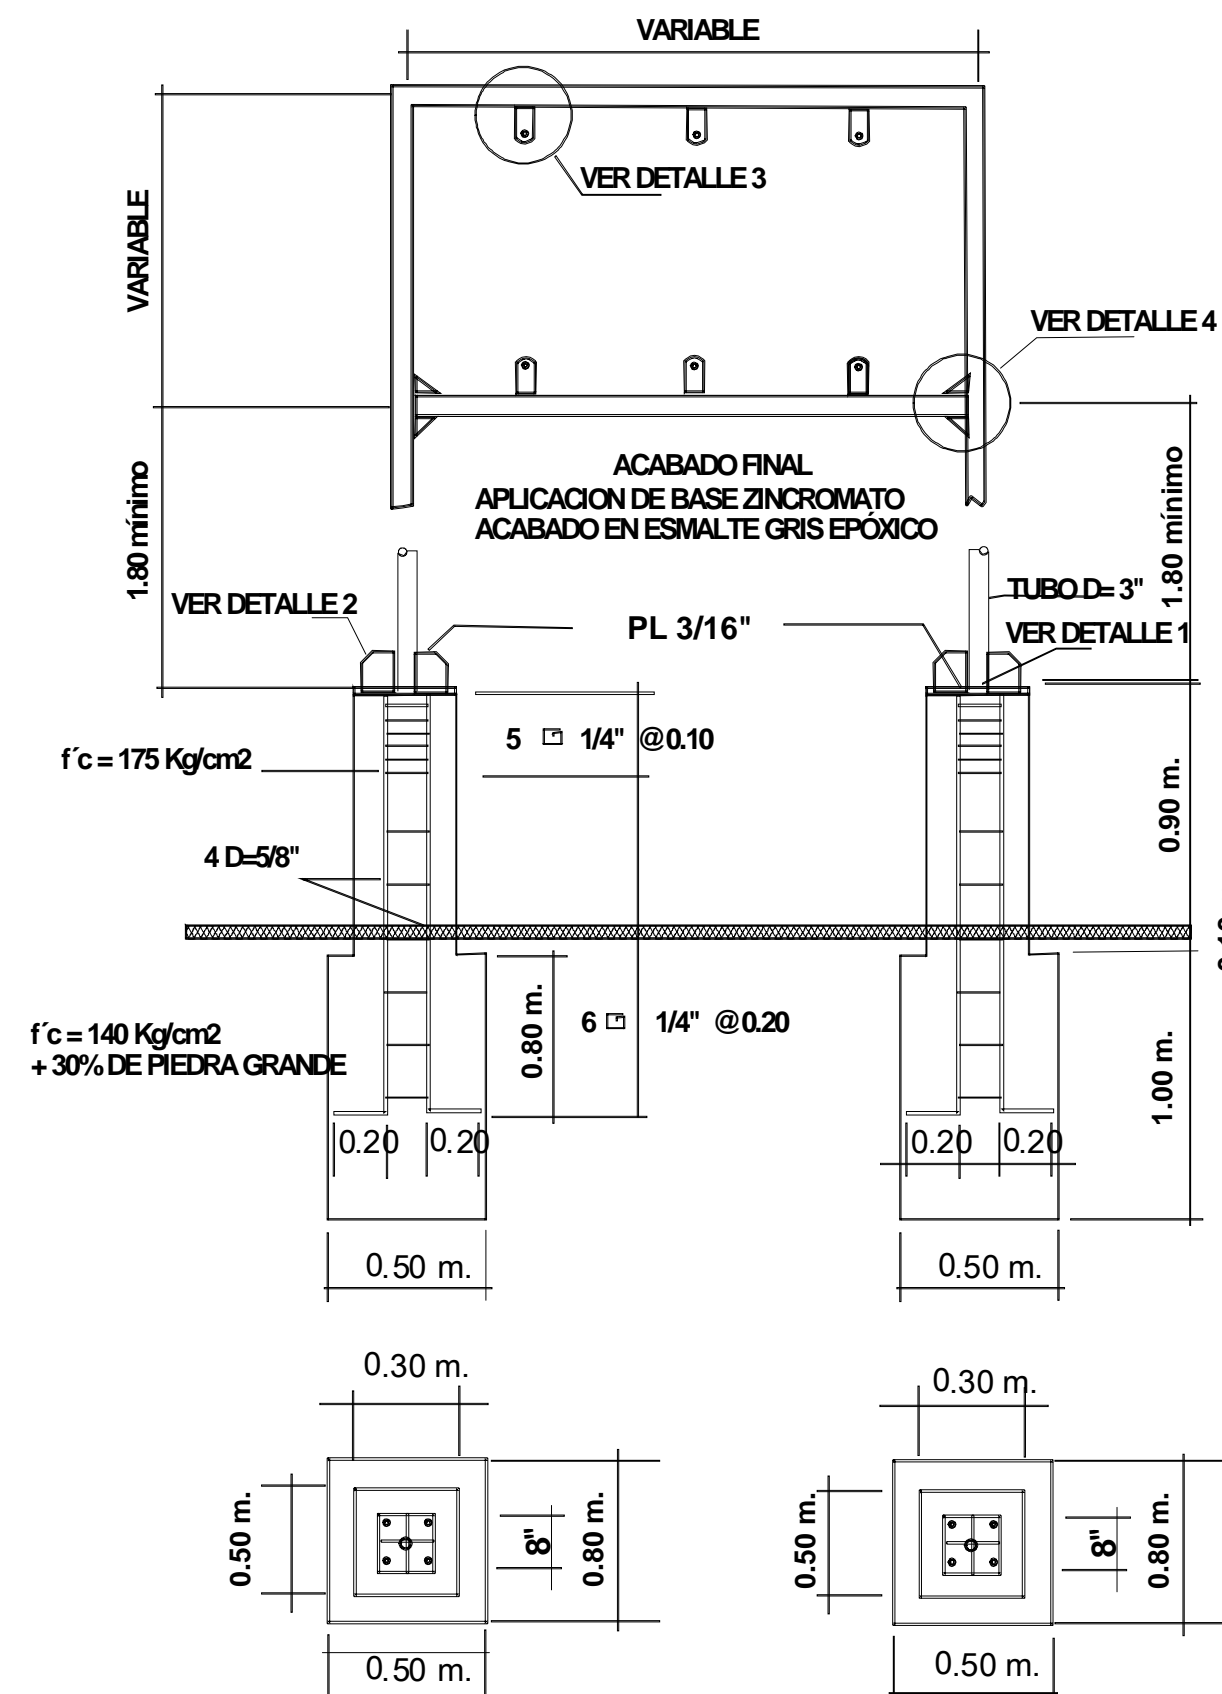 VARIABLE
VER DETALLE 3
VARIABLE
VER DETALLE 4
ACABADO FINAL
APLICACION DE BASE ZINCROMATO
ACABADO EN ESMALTE GRIS EPÓXICO
1.80 mínimo
1.80 mínimo
VER DETALLE 2
TUBO D= 3"
PL 3/16"
VER DETALLE 1
5 1/4" @0.10
f´c = 175 Kg/cm2
0.90 m.
4 D=5/8"
0.80 m.
6 1/4" @0.20
f´c = 140 Kg/cm2
+ 30% DE PIEDRA GRANDE
1.00 m.
0.20
0.20
0.20
0.20
0.50 m.
0.50 m.
0.30 m.
0.30 m.
0.50 m.
8"
0.80 m.
0.50 m.
8"
0.80 m.
0.50 m.
0.50 m.